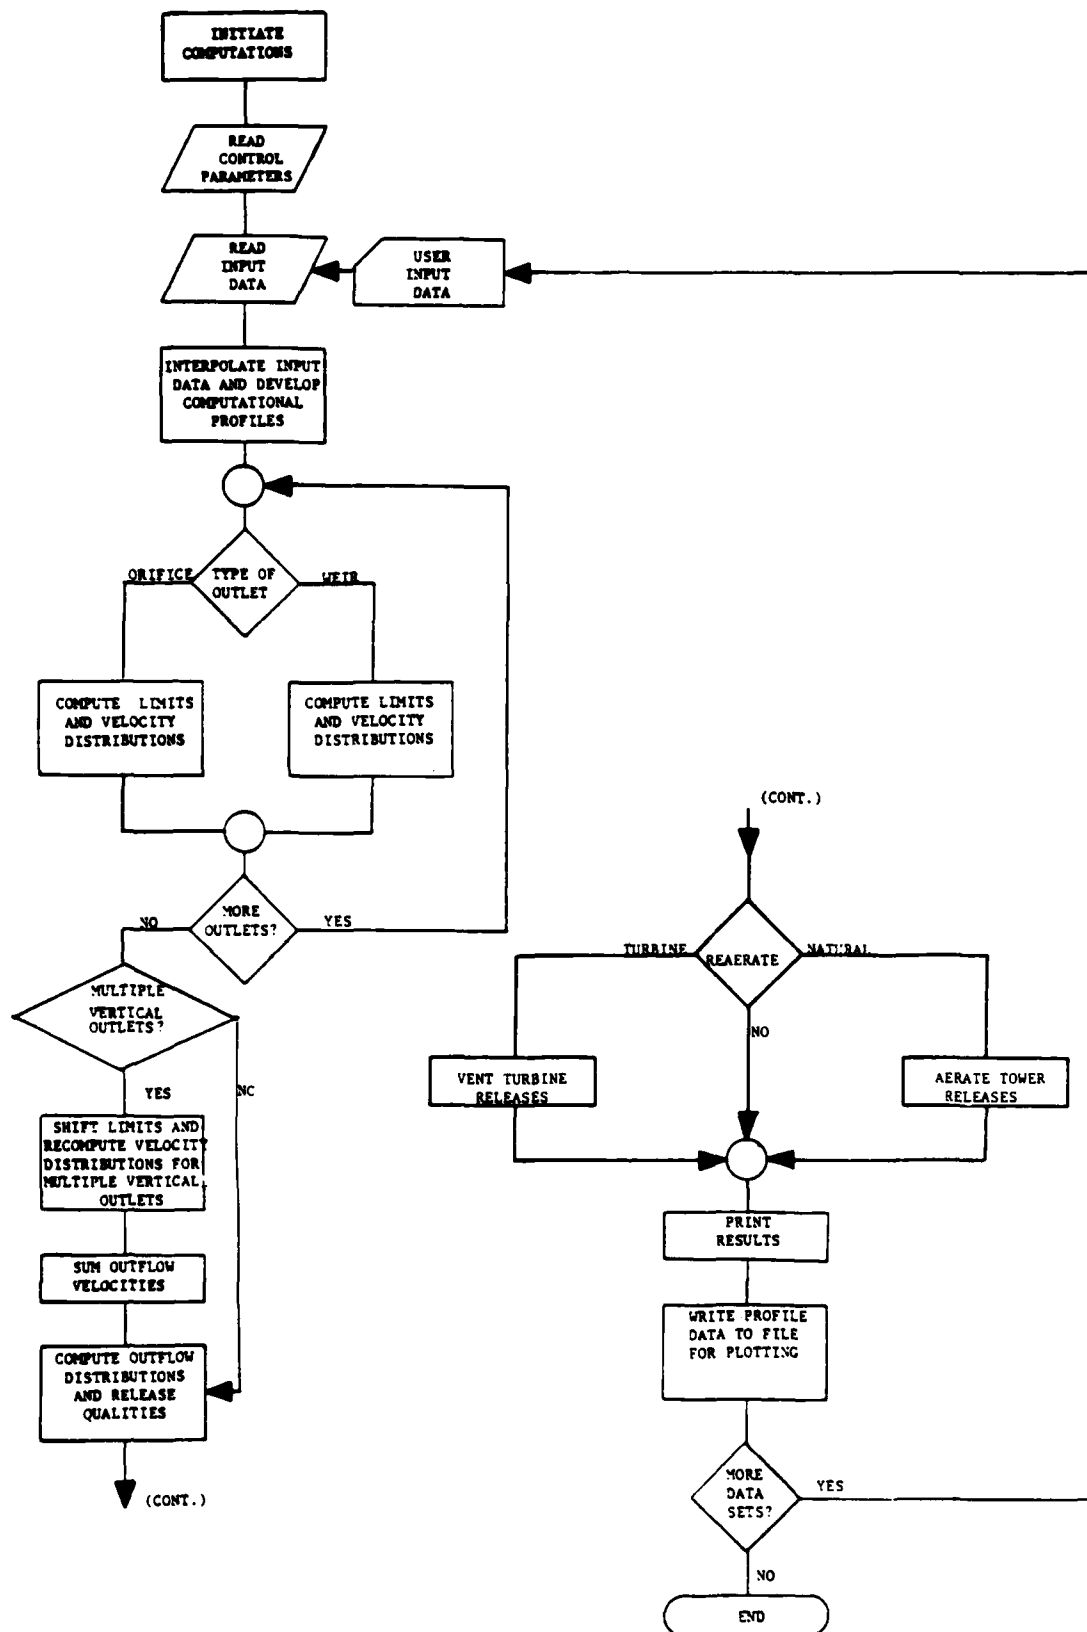 INITIATE
COMPUTATIONS
READ
CONTROL
PARAMETERS
READ
INPUT
DATA
USER
INPUT
DATA
INTERPOLATE INPUT
DATA AND DEVELOP
COMPUTATIONAL
PROFILES
ORIFICE
TYPE OF
OUTLET
WEIR
COMPUTE LIMITS
AND VELOCITY
DISTRIBUTIONS
COMPUTE LIMITS
AND VELOCITY
DISTRIBUTIONS
MORE
OUTLETS?
NO
YES
MULTIPLE
VERTICAL
OUTLETS?
YES
NO
SHIFT LIMITS AND
RECOMPUTE VELOCITY
DISTRIBUTIONS FOR
MULTIPLE VERTICAL
OUTLETS
SUM OUTFLOW
VELOCITIES
COMPUTE OUTFLOW
DISTRIBUTIONS
AND RELEASE
QUALITIES
(CONT.)
(CONT.)
TURBINE
REAERATE
NATURAL
NO
VENT TURBINE
RELEASES
AERATE TOWER
RELEASES
PRINT
RESULTS
WRITE PROFILE
DATA TO FILE
FOR PLOTTING
MORE
DATA
SETS?
YES
NO
END